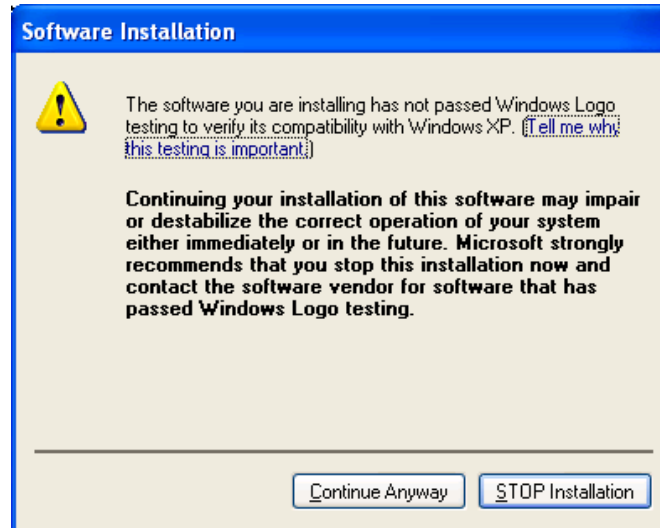 Software Installation
The software you are installing has not passed Windows Logo
testing to verify its compatibility with Windows XP. (Tell me why
this testing is important.)
Continuing your installation of this software may impair
or destabilize the correct operation of your system
either immediately or in the future. Microsoft strongly
recommends that you stop this installation now and
contact the software vendor for software that has
passed Windows Logo testing.
Continue Anyway
STOP Installation